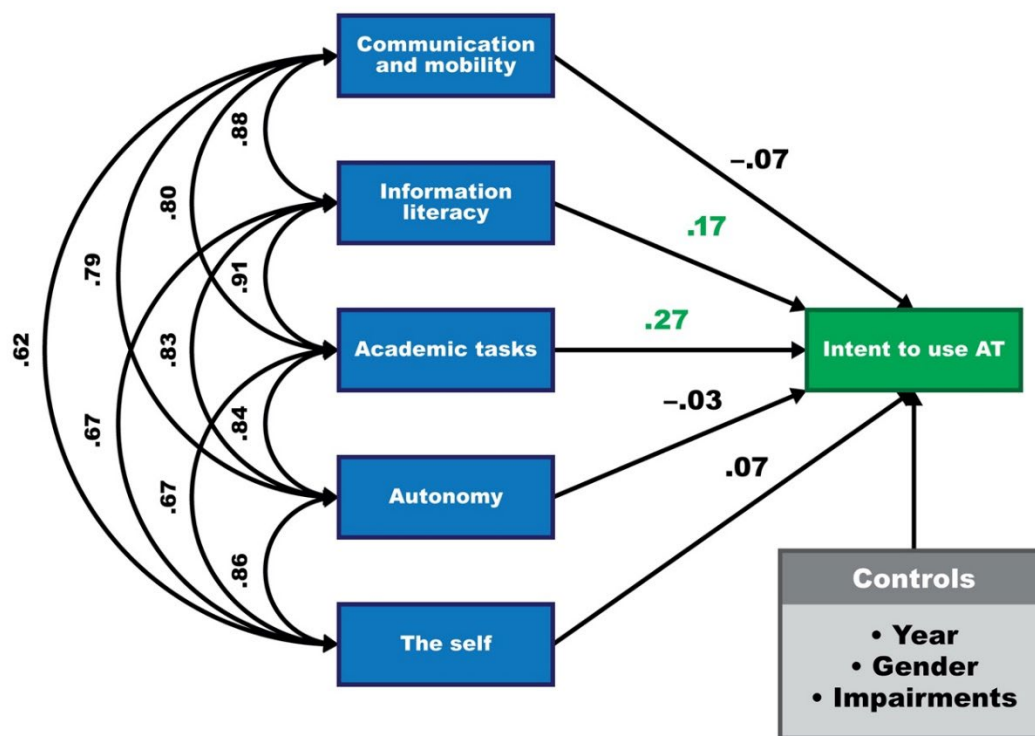 Communication
and mobility
.88
–.07
Information
literacy
.80
.17
.79
.91
.27
.62
.83
Academic tasks
Intent to use AT
–.03
.67
.84
.07
.67
Autonomy
.86
Controls
The self
• Year
• Gender
• Impairments